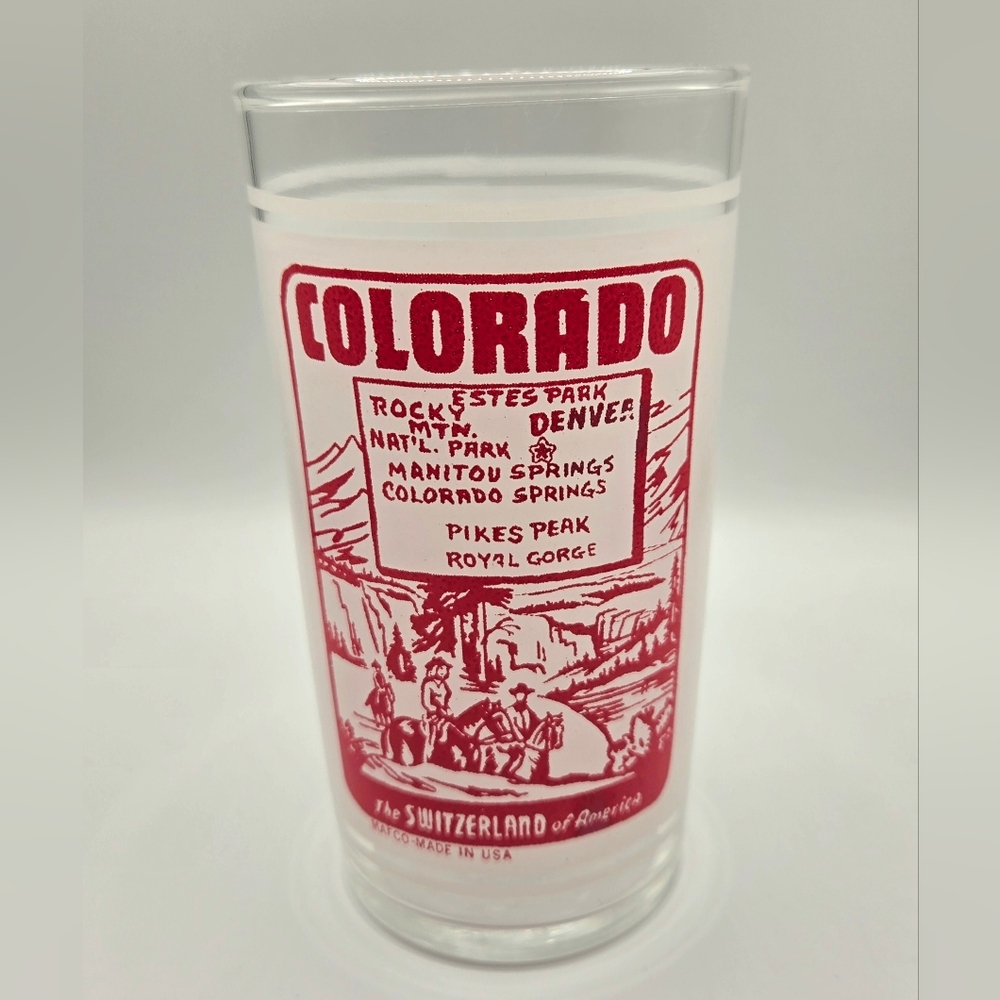 COLORADO
ESTES PARK
ROCKY
MTN.
NAT'L. PARK
DENVER
MANITOU SPRINGS
COLORADO SPRINGS
PIKES PEAK
ROYAL GORGE
The SWITZERLAND of America
MAFCO-MADE IN USA